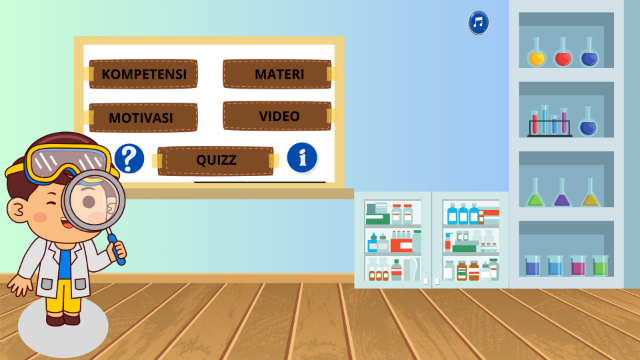 KOMPETENSI
MATERI
MOTIVASI
VIDEO
?
QUIZZ
i